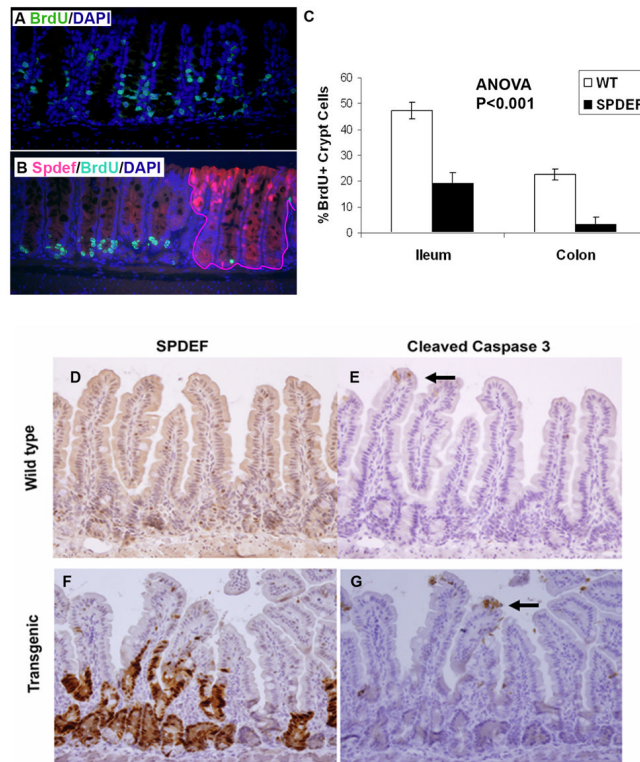 A BrdU/DAPI
B Spdef/BrdU/DAPI
C
% BrdU+ Crypt Cells
60
50
40
30
20
10
0
ANOVA
P<0.001
WT
SPDEF
Ileum
Colon
SPDEF
Cleaved Caspase 3
Wild type
D
E
Transgenic
F
G